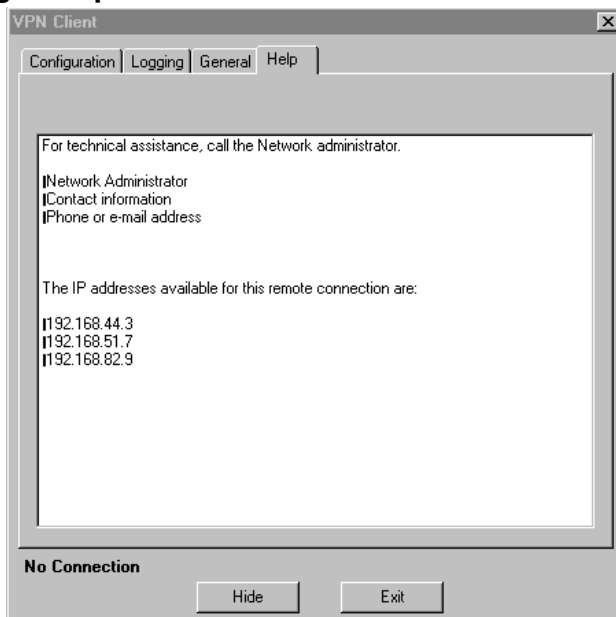 VPN Client
Configuration Logging General Help
For technical assistance, call the Network administrator.
Network Administrator
Contact information
Phone or e-mail address
The IP addresses available for this remote connection are:
192.168.44.3
192.168.51.7
192.168.82.9
No Connection
Hide Exit